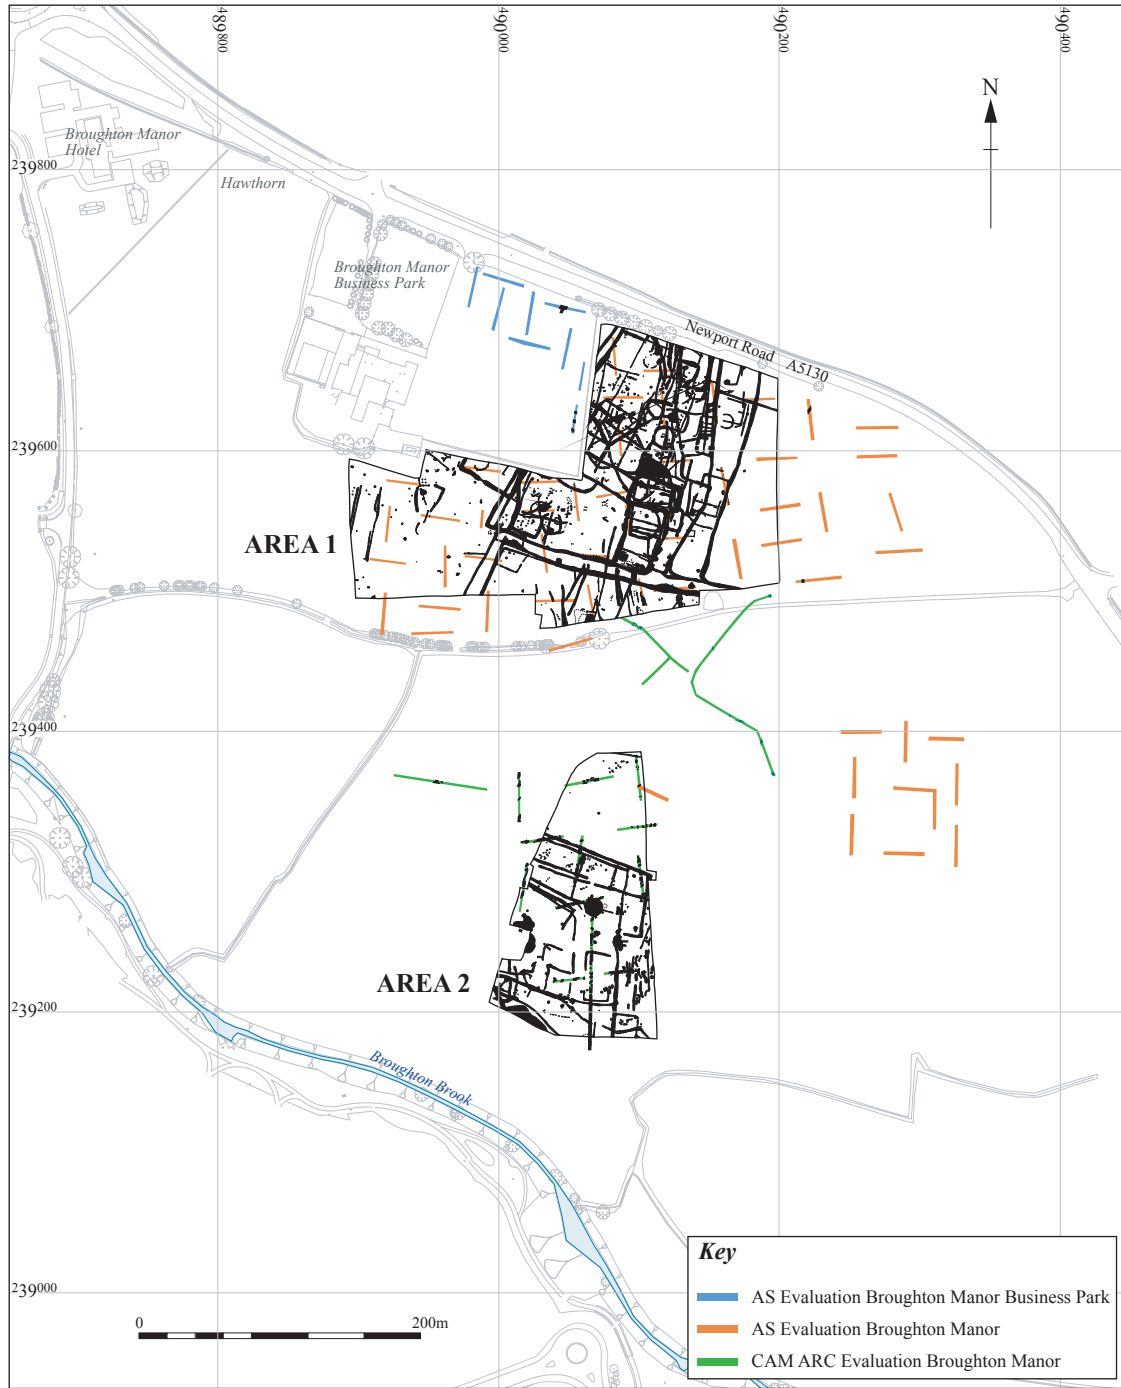 489800
490000
490200
490400
N
Broughton Manor
Hotel
239800
Hawthorn
Broughton Manor
Business Park
Newport Road A5130
239600
AREA 1
239400
AREA 2
239200
Broughton Brook
239000
0
200m
Key
AS Evaluation Broughton Manor Business Park
AS Evaluation Broughton Manor
CAM ARC Evaluation Broughton Manor